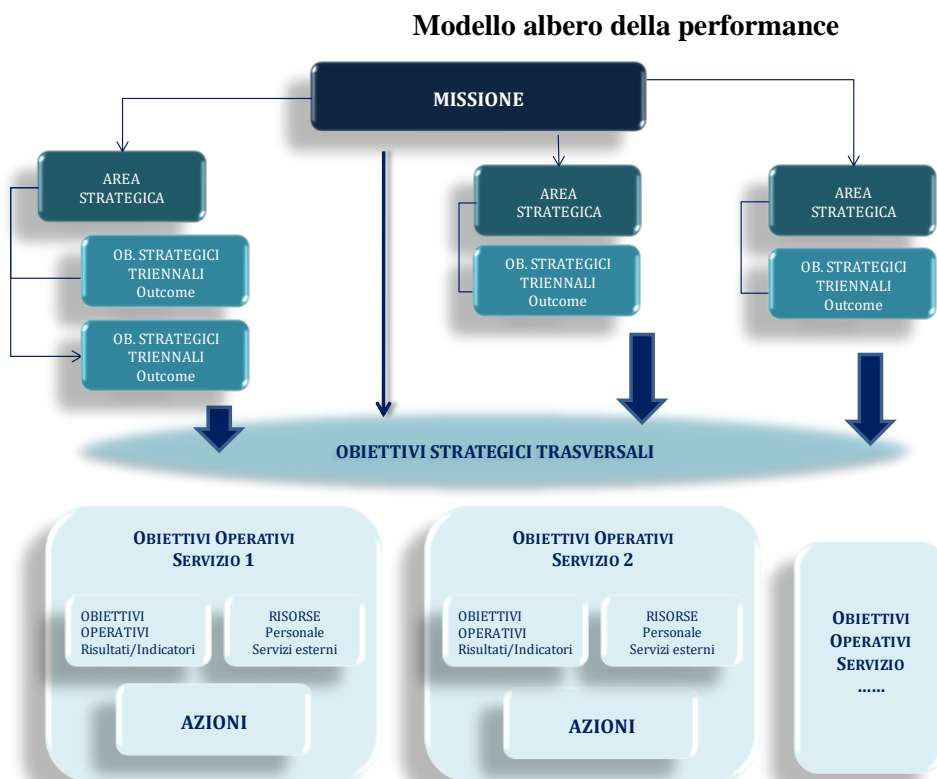 Modello albero della performance
MISSIONE
AREA
STRATEGICA
OB. STRATEGICI
TRIENNALI
Outcome
OB. STRATEGICI
TRIENNALI
Outcome
AREA
STRATEGICA
OB. STRATEGICI
TRIENNALI
Outcome
AREA
STRATEGICA
OB. STRATEGICI
TRIENNALI
Outcome
OBIETTIVI STRATEGICI TRASVERSALI
OBIETTIVI OPERATIVI
SERVIZIO 1
OBIETTIVI
OPERATIVI
Risultati/Indicatori
RISORSE
Personale
Servizi esterni
AZIONI
OBIETTIVI OPERATIVI
SERVIZIO 2
OBIETTIVI
OPERATIVI
Risultati/Indicatori
RISORSE
Personale
Servizi esterni
AZIONI
OBIETTIVI
OPERATIVI
SERVIZIO
......